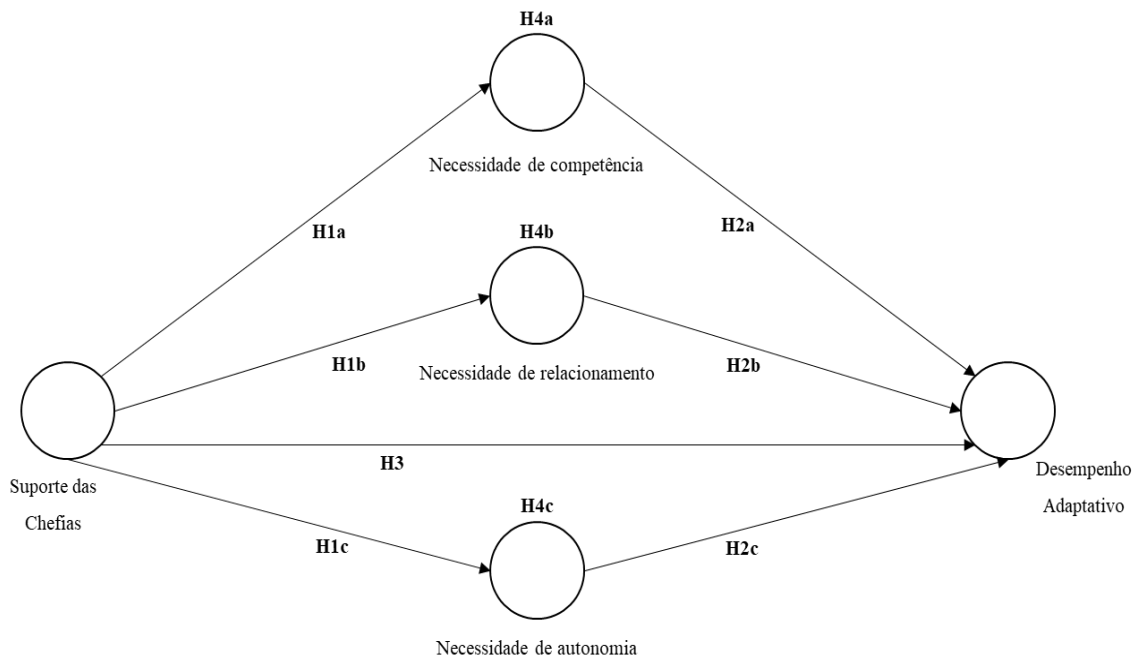 H4a
Necessidade de competência
H1a
H2a
H4b
Necessidade de relacionamento
H1b
H2b
H3
Suporte das
Chefias
Desempenho
Adaptativo
H4c
H1c
H2c
Necessidade de autonomia